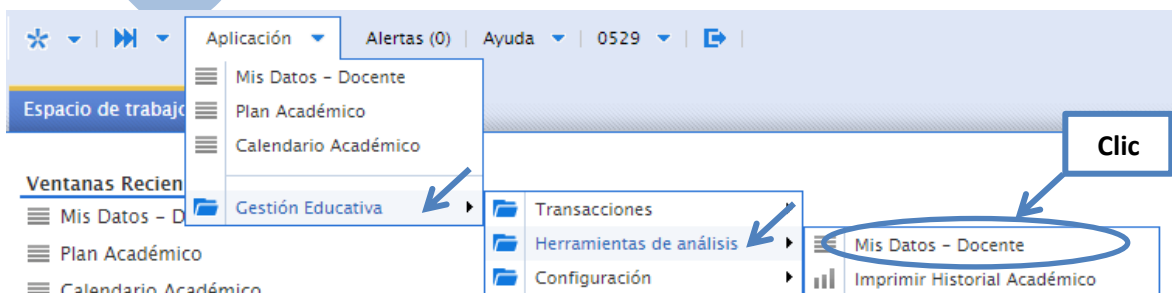 Aplicación Alertas (0) | Ayuda | 0529
Mis Datos - Docente
Espacio de trabajo
Plan Académico
Calendario Académico
Clic
Ventanas Recien
Gestión Educativa
Transacciones
Mis Datos - D
Herramientas de análisis
Mis Datos - Docente
Plan Académico
Configuración
Imprimir Historial Académico
Calendario Académico